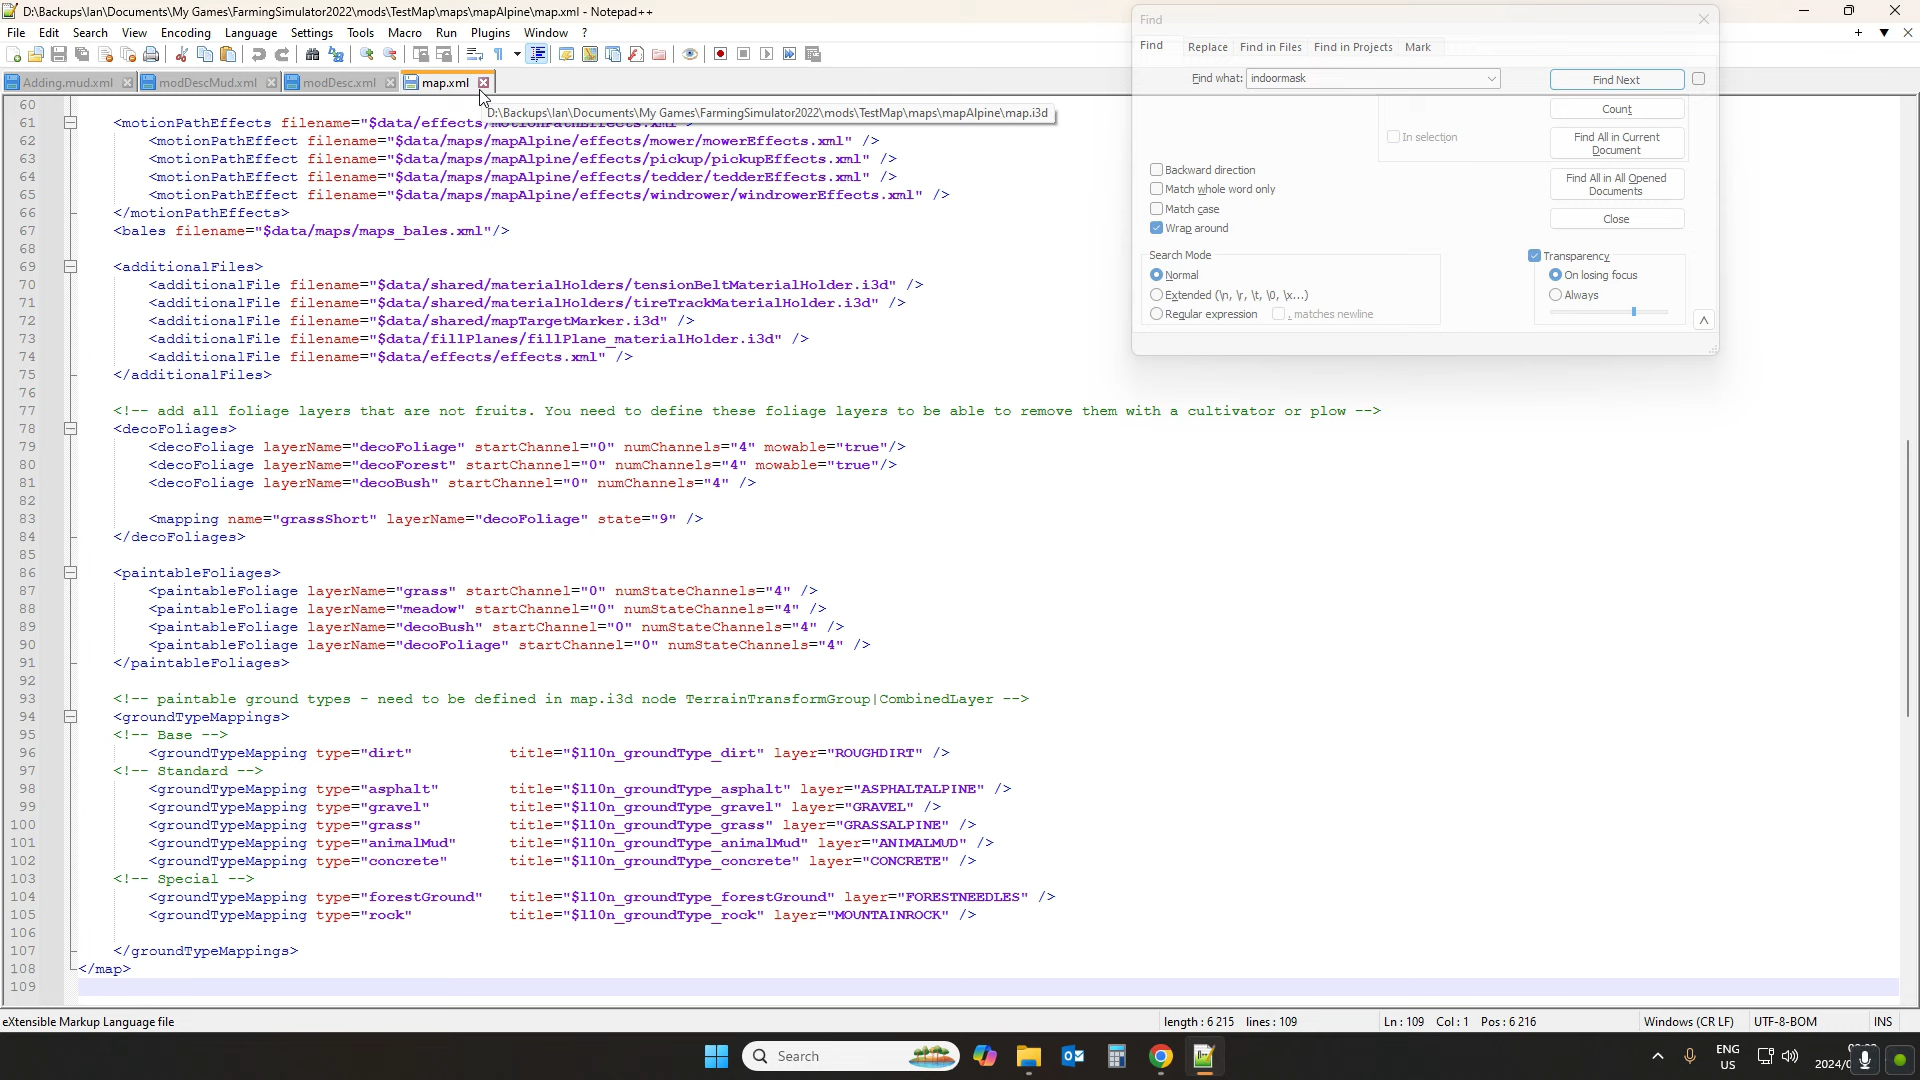 D:\Backups\Ian\Documents\My Games\FarmingSimulator2022\mods\TestMap\maps\mapAlpine\map.xml - Notepad++
File Edit Search View Encoding Language Settings Tools Macro Run Plugins Window ?
Adding.mud.xml modDescMud.xml modDesc.xml map.xml
D:\Backups\Ian\Documents\My Games\FarmingSimulator2022\mods\TestMap\maps\mapAlpine\map.i3d
60
61 <motionPathEffects filename="$data/effects/
62 <motionPathEffect filename="$data/maps/mapAlpine/effects/mower/mowerEffects.xml" />
63 <motionPathEffect filename="$data/maps/mapAlpine/effects/pickup/pickupEffects.xml" />
64 <motionPathEffect filename="$data/maps/mapAlpine/effects/tedder/tedderEffects.xml" />
65 <motionPathEffect filename="$data/maps/mapAlpine/effects/windrower/windrowerEffects.xml" />
66 </motionPathEffects>
67 <bales filename="$data/maps/maps_bales.xml"/>
68
69 <additionalFiles>
70 <additionalFile filename="$data/shared/materialHolders/tensionBeltMaterialHolder.i3d" />
71 <additionalFile filename="$data/shared/materialHolders/tireTrackMaterialHolder.i3d" />
72 <additionalFile filename="$data/shared/mapTargetMarker.i3d" />
73 <additionalFile filename="$data/fillPlanes/fillPlane_materialHolder.i3d" />
74 <additionalFile filename="$data/effects/effects.xml" />
75 </additionalFiles>
76
77 <!-- add all foliage layers that are not fruits. You need to define these foliage layers to be able to remove them with a cultivator or plow -->
78 <decoFoliages>
79 <decoFoliage layerName="decoFoliage" startChannel="0" numChannels="4" mowable="true"/>
80 <decoFoliage layerName="decoForest" startChannel="0" numChannels="4" mowable="true"/>
81 <decoFoliage layerName="decoBush" startChannel="0" numChannels="4" />
82
83 <mapping name="grassShort" layerName="decoFoliage" state="9" />
84 </decoFoliages>
85
86 <paintableFoliages>
87 <paintableFoliage layerName="grass" startChannel="0" numStateChannels="4" />
88 <paintableFoliage layerName="meadow" startChannel="0" numStateChannels="4" />
89 <paintableFoliage layerName="decoBush" startChannel="0" numStateChannels="4" />
90 <paintableFoliage layerName="decoFoliage" startChannel="0" numStateChannels="4" />
91 </paintableFoliages>
92
93 <!-- paintable ground types - need to be defined in map.i3d node TerrainTransformGroup|CombinedLayer -->
94 <groundTypeMappings>
95 <!-- Base -->
96 <groundTypeMapping type="dirt" title="$l10n_groundType_dirt" layer="ROUGHDIRT" />
97 <!-- Standard -->
98 <groundTypeMapping type="asphalt" title="$l10n_groundType_asphalt" layer="ASPHALTALPINE" />
99 <groundTypeMapping type="gravel" title="$l10n_groundType_gravel" layer="GRAVEL" />
100 <groundTypeMapping type="grass" title="$l10n_groundType_grass" layer="GRASSALPINE" />
101 <groundTypeMapping type="animalMud" title="$l10n_groundType_animalMud" layer="ANIMALMUD" />
102 <groundTypeMapping type="concrete" title="$l10n_groundType_concrete" layer="CONCRETE" />
103 <!-- Special -->
104 <groundTypeMapping type="forestGround" title="$l10n_groundType_forestGround" layer="FORESTNEEDLES" />
105 <groundTypeMapping type="rock" title="$l10n_groundType_rock" layer="MOUNTAINROCK" />
106
107 </groundTypeMappings>
108 </map>
109
Find
Find Replace Find in Files Find in Projects Mark
Find what: indoormask Find Next
Count
In selection Find All in Current Document
Backward direction
Match whole word only Find All in All Opened Documents
Match case
Wrap around Close
Search Mode Transparency
Normal On losing focus
Extended (\n, \r, \t, \0, \x...) Always
Regular expression . matches newline
eXtensible Markup Language file length : 6 215 lines : 109 Ln : 109 Col : 1 Pos : 6 216 Windows (CR LF) UTF-8-BOM INS
Search ENG US 2024/